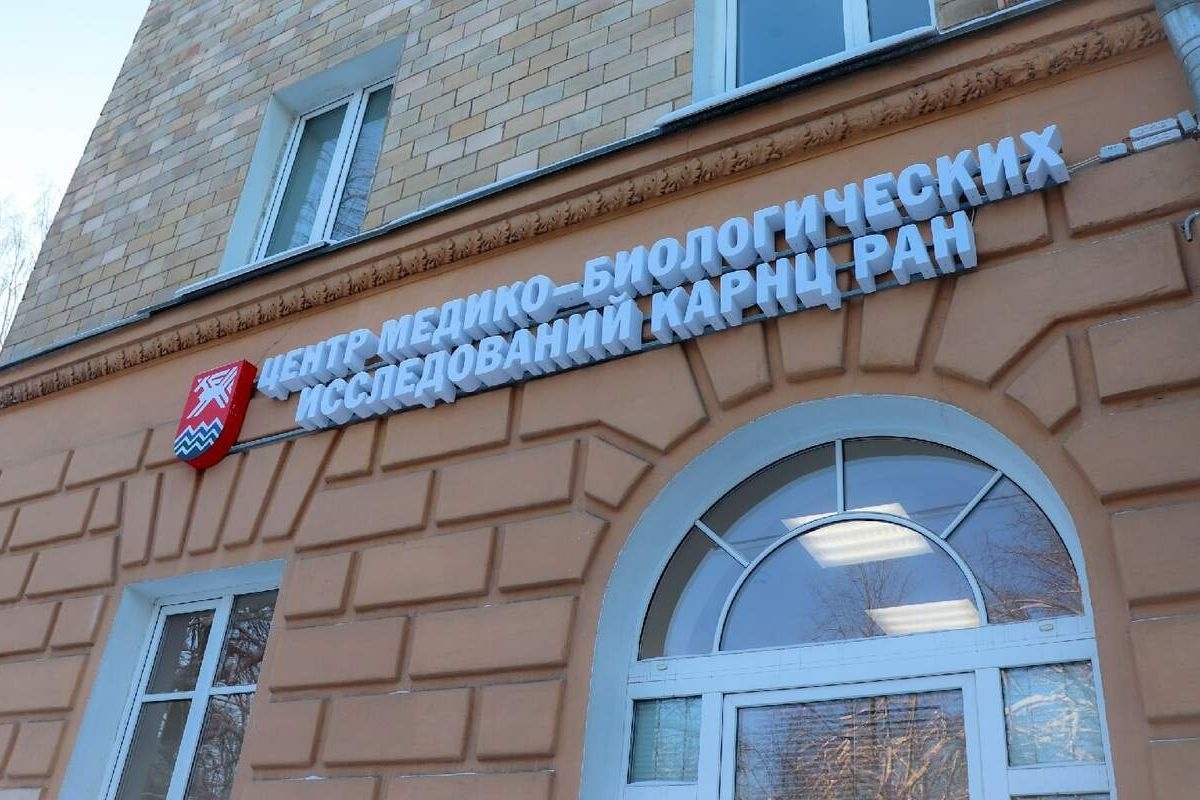 ЦЕНТР МЕДИКО–БИОЛОГИЧЕСКИХ
ИССЛЕДОВАНИЙ КАРНЦ РАН